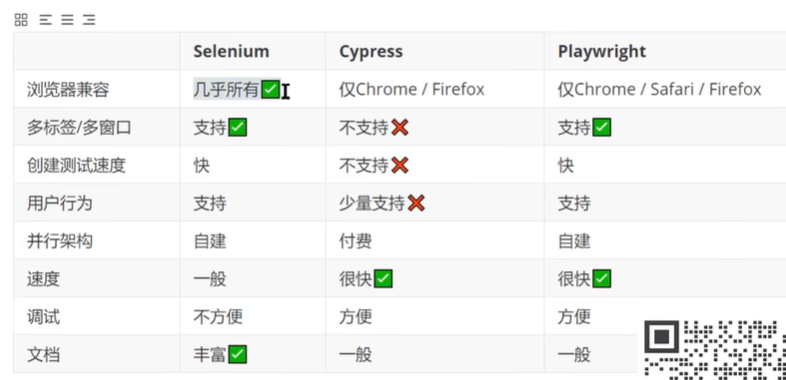 Selenium Cypress Playwright
浏览器兼容 几乎所有✅ 仅Chrome / Firefox 仅Chrome / Safari / Firefox
多标签/多窗口 支持✅ 不支持❌ 支持✅
创建测试速度 快 不支持❌ 快
用户行为 支持 少量支持❌ 支持
并行架构 自建 付费 自建
速度 一般 很快✅ 很快✅
调试 不方便 方便 方便
文档 丰富✅ 一般 一般